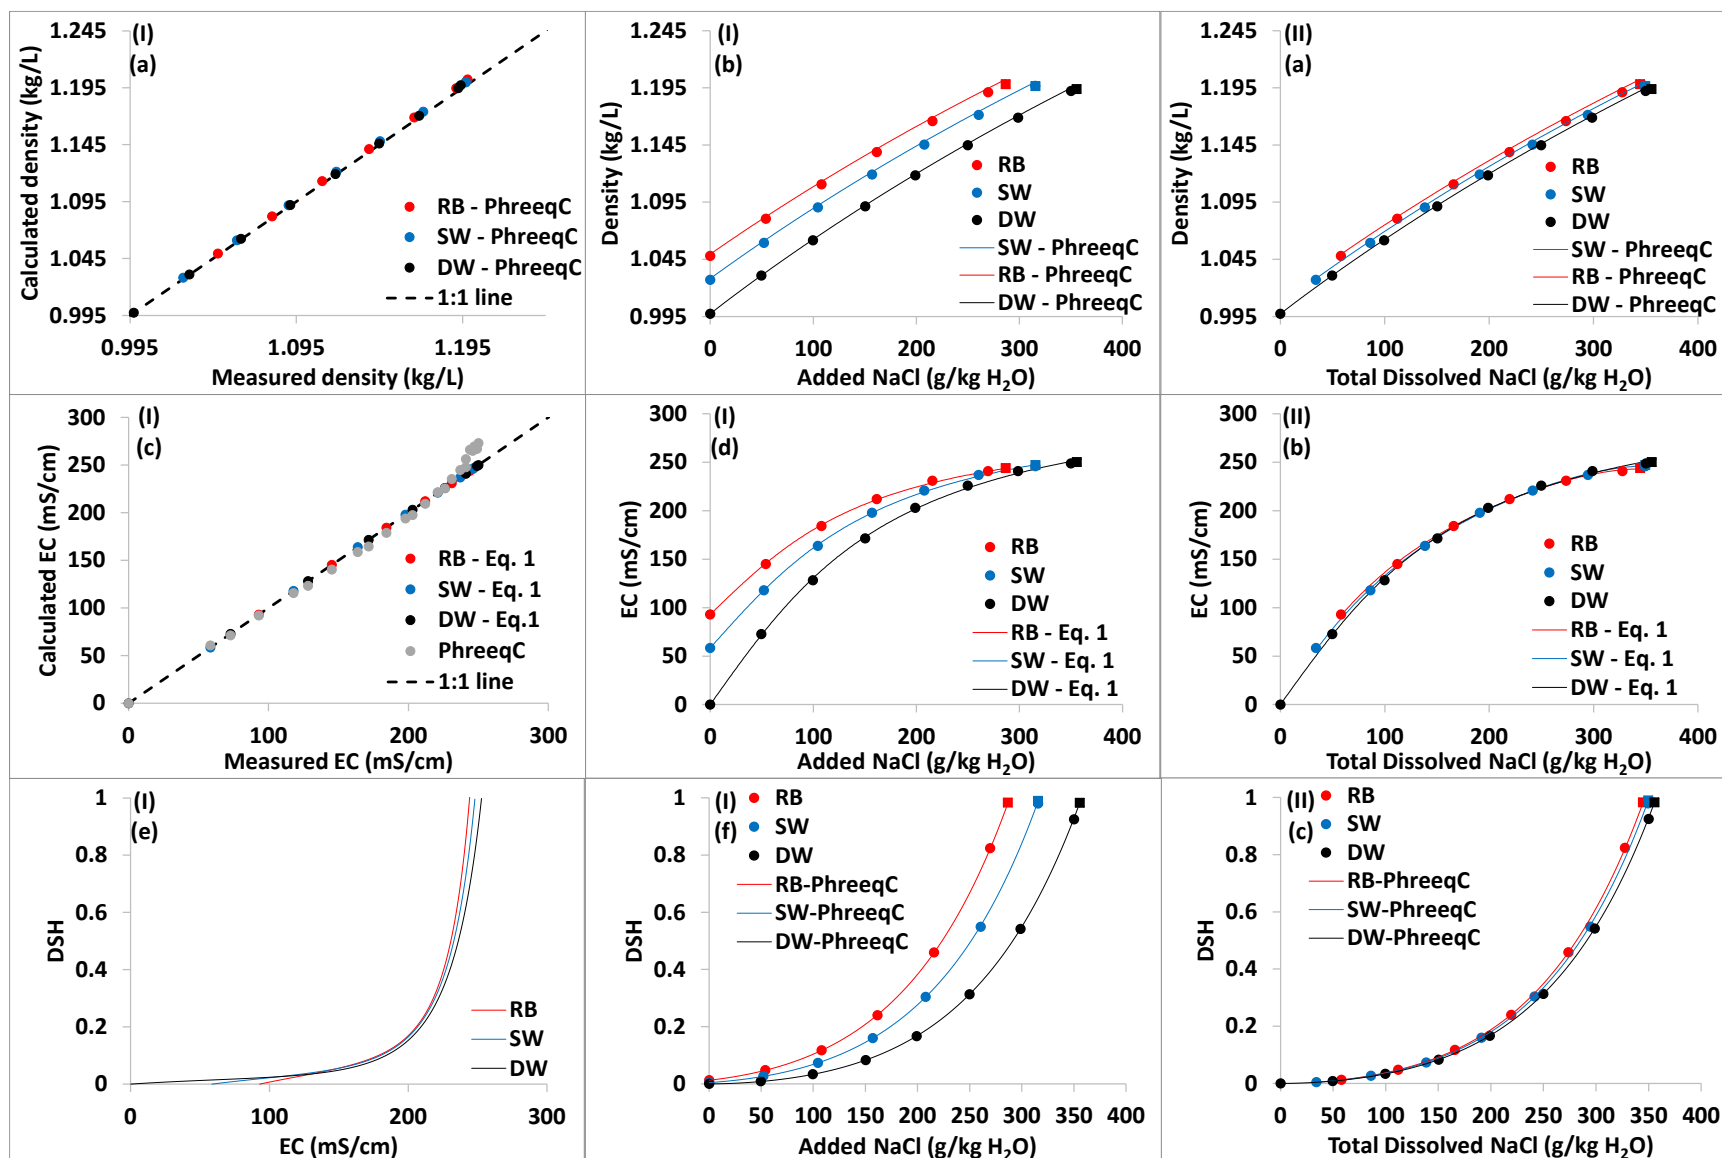 (I)
(a)
Calculated density (kg/L)
1.245
1.195
1.145
1.095
1.045
0.995
RB - PhreeqC
SW - PhreeqC
DW - PhreeqC
1:1 line
0.995
1.095
1.195
Measured density (kg/L)
(I)
(b)
Density (kg/L)
1.245
1.195
1.145
1.095
1.045
0.995
RB
SW
DW
SW - PhreeqC
RB - PhreeqC
DW - PhreeqC
0
100
200
300
400
Added NaCl (g/kg H₂O)
(II)
(a)
Density (kg/L)
1.245
1.195
1.145
1.095
1.045
0.995
RB
SW
DW
SW - PhreeqC
RB - PhreeqC
DW - PhreeqC
0
100
200
300
400
Total Dissolved NaCl (g/kg H₂O)
(I)
(c)
Calculated EC (mS/cm)
300
250
200
150
100
50
0
RB - Eq. 1
SW - Eq. 1
DW - Eq.1
PhreeqC
1:1 line
0
100
200
300
Measured EC (mS/cm)
(I)
(d)
EC (mS/cm)
300
250
200
150
100
50
0
RB
SW
DW
RB - Eq. 1
SW - Eq. 1
DW - Eq. 1
0
100
200
300
400
Added NaCl (g/kg H₂O)
(II)
(b)
EC (mS/cm)
300
250
200
150
100
50
0
RB
SW
DW
RB - Eq. 1
SW - Eq. 1
DW - Eq. 1
0
100
200
300
400
Total Dissolved NaCl (g/kg H₂O)
(I)
(e)
DSH
1
0.8
0.6
0.4
0.2
0
RB
SW
DW
0
100
200
300
EC (mS/cm)
(I)
(f)
DSH
1
0.8
0.6
0.4
0.2
0
RB
SW
DW
RB-PhreeqC
SW-PhreeqC
DW-PhreeqC
0
50
100
150
200
250
300
350
400
Added NaCl (g/kg H₂O)
(II)
(c)
DSH
1
0.8
0.6
0.4
0.2
0
RB
SW
DW
RB-PhreeqC
SW-PhreeqC
DW-PhreeqC
0
50
100
150
200
250
300
350
400
Total Dissolved NaCl (g/kg H₂O)